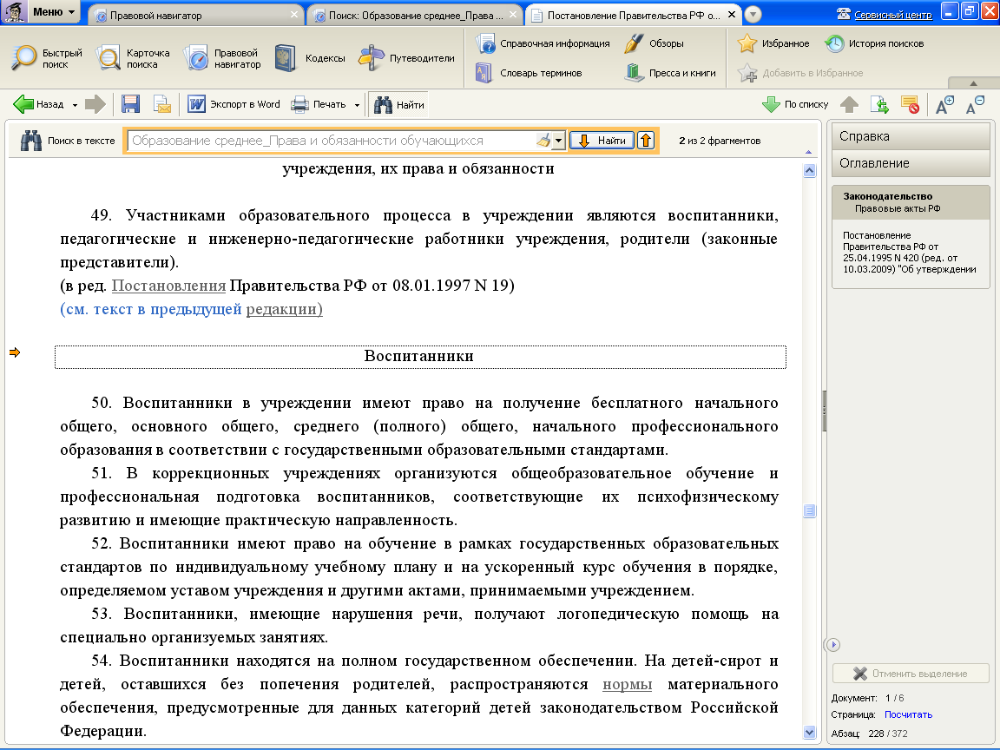 Меню
Правовой навигатор
Поиск: Образование среднее_Права ...
Постановление Правительства РФ о...
Сервисный центр
Быстрый поиск
Карточка поиска
Правовой навигатор
Кодексы
Путеводители
Справочная информация
Словарь терминов
Обзоры
Пресса и книги
Избранное
История поисков
Добавить в Избранное
Назад
Экспорт в Word
Печать
Найти
По списку
Поиск в тексте
Образование среднее_Права и обязанности обучающихся
Найти
2 из 2 фрагментов
учреждения, их права и обязанности
49. Участниками образовательного процесса в учреждении являются воспитанники,
педагогические и инженерно-педагогические работники учреждения, родители (законные
представители).
(в ред. Постановления Правительства РФ от 08.01.1997 N 19)
(см. текст в предыдущей редакции)
Воспитанники
50. Воспитанники в учреждении имеют право на получение бесплатного начального
общего, основного общего, среднего (полного) общего, начального профессионального
образования в соответствии с государственными образовательными стандартами.
51. В коррекционных учреждениях организуются общеобразовательное обучение и
профессиональная подготовка воспитанников, соответствующие их психофизическому
развитию и имеющие практическую направленность.
52. Воспитанники имеют право на обучение в рамках государственных образовательных
стандартов по индивидуальному учебному плану и на ускоренный курс обучения в порядке,
определяемом уставом учреждения и другими актами, принимаемыми учреждением.
53. Воспитанники, имеющие нарушения речи, получают логопедическую помощь на
специально организуемых занятиях.
54. Воспитанники находятся на полном государственном обеспечении. На детей-сирот и
детей, оставшихся без попечения родителей, распространяются нормы материального
обеспечения, предусмотренные для данных категорий детей законодательством Российской
Федерации.
Справка
Оглавление
Законодательство
Правовые акты РФ
Постановление
Правительства РФ от
25.04.1995 N 420 (ред. от
10.03.2009) "Об утверждении
Отменить выделение
Документ: 1 / 6
Страница: Посчитать
Абзац: 228 / 372